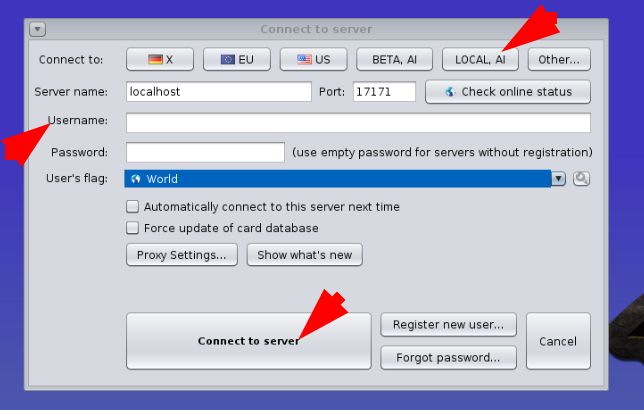 Connect to server
Connect to: X EU US BETA, AI LOCAL, AI Other...
Server name: localhost Port: 17171 Check online status
Username:
Password: (use empty password for servers without registration)
User's flag: World
Automatically connect to this server next time
Force update of card database
Proxy Settings... Show what's new
Connect to server Register new user... Cancel
Forgot password...